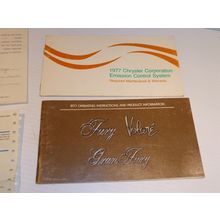 1977 Chrysler Corporation
Emission Control System
Required Maintenance & Warranty
1977 OPERATING INSTRUCTIONS AND PRODUCT INFORMATION
Fury Volaré
Gran Fury